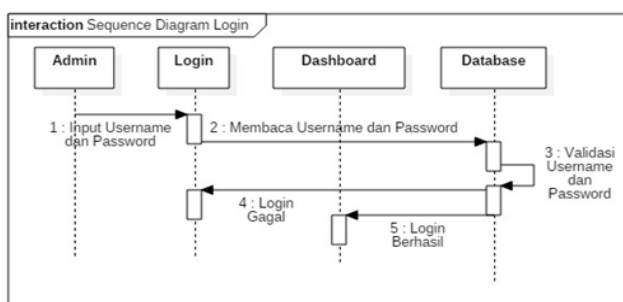 interaction Sequence Diagram Login
Admin
Login
Dashboard
Database
1 : Input Username
dan Password
2 : Membaca Username dan Password
3 : Validasi
Username
dan
Password
4 : Login
Gagal
5 : Login
Berhasil